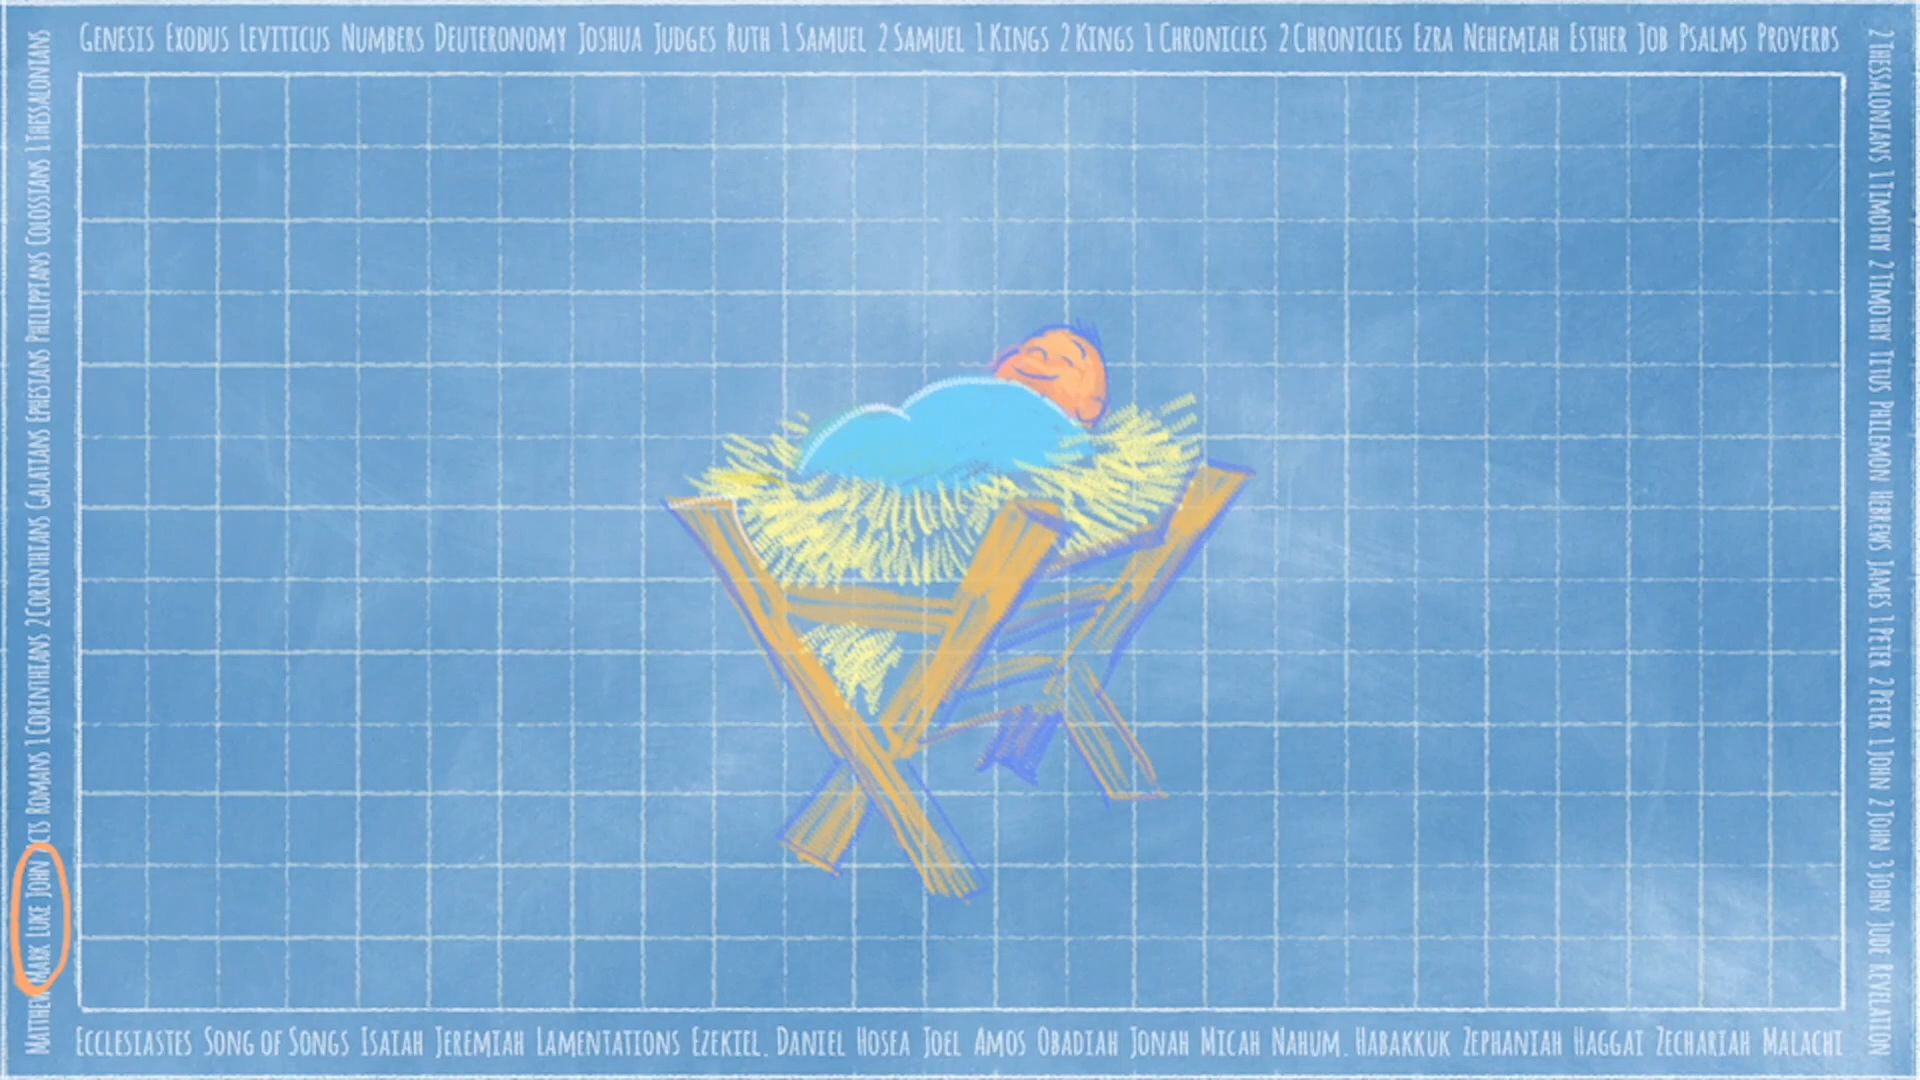 Genesis Exodus Leviticus Numbers Deuteronomy Joshua Judges Ruth 1 Samuel 2 Samuel 1 Kings 2 Kings 1 Chronicles 2 Chronicles Ezra Nehemiah Esther Job Psalms Proverbs
Ecclesiastes Song of Songs Isaiah Jeremiah Lamentations Ezekiel. Daniel Hosea Joel Amos Obadiah Jonah Micah Nahum. Habakkuk Zephaniah Haggai Zechariah Malachi
Matthew Mark Luke John cts Romans 1 Corinthians 2 Corinthians Galatians Ephesians Philippians Colossians 1 Thessalonians
2 Thessalonians 1 Timothy 2 Timothy Titus Philemon Hebrews James 1 Peter 2 Peter 1 John 2 John 3 John Jude Revelation